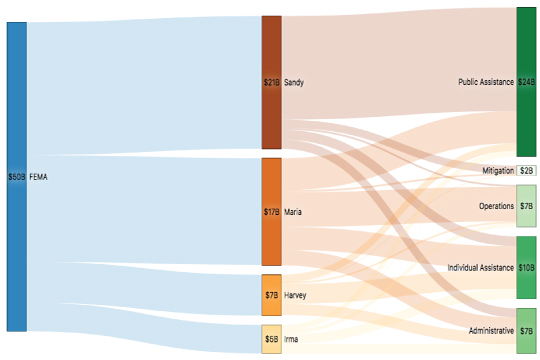 $50B FEMA
$21B Sandy
$17B Maria
$7B Harvey
$5B Irma
Public Assistance $24B
Mitigation $2B
Operations $7B
Individual Assistance $10B
Administrative $7B